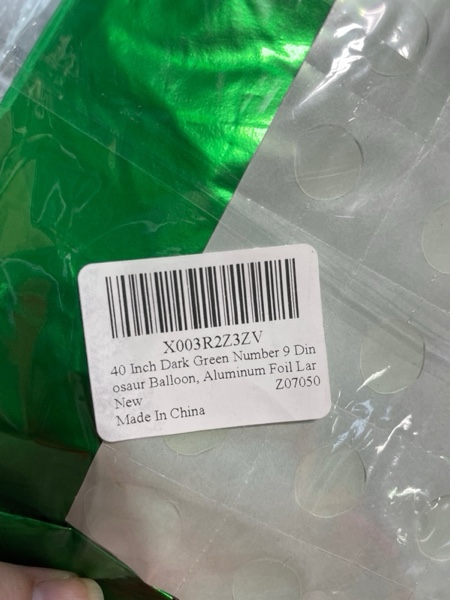 X003R2Z3ZV
40 Inch Dark Green Number 9 Din
osaur Balloon, Aluminum Foil Lar
New Z07050
Made In China